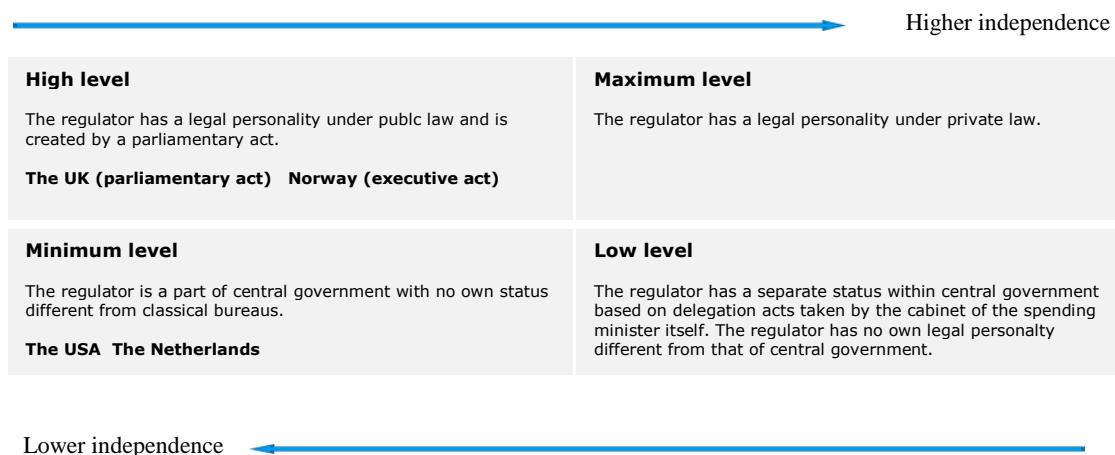 Higher independence
High level
The regulator has a legal personality under publc law and is
created by a parliamentary act.
The UK (parliamentary act)   Norway (executive act)
Maximum level
The regulator has a legal personality under private law.
Minimum level
The regulator is a part of central government with no own status
different from classical bureaus.
The USA  The Netherlands
Low level
The regulator has a separate status within central government
based on delegation acts taken by the cabinet of the spending
minister itself. The regulator has no own legal personalty
different from that of central government.
Lower independence